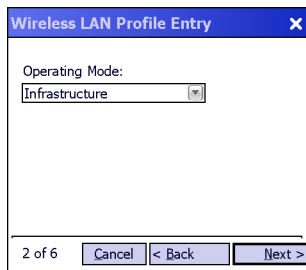 Wireless LAN Profile Entry
Operating Mode:
Infrastructure
2 of 6 Cancel < Back Next >